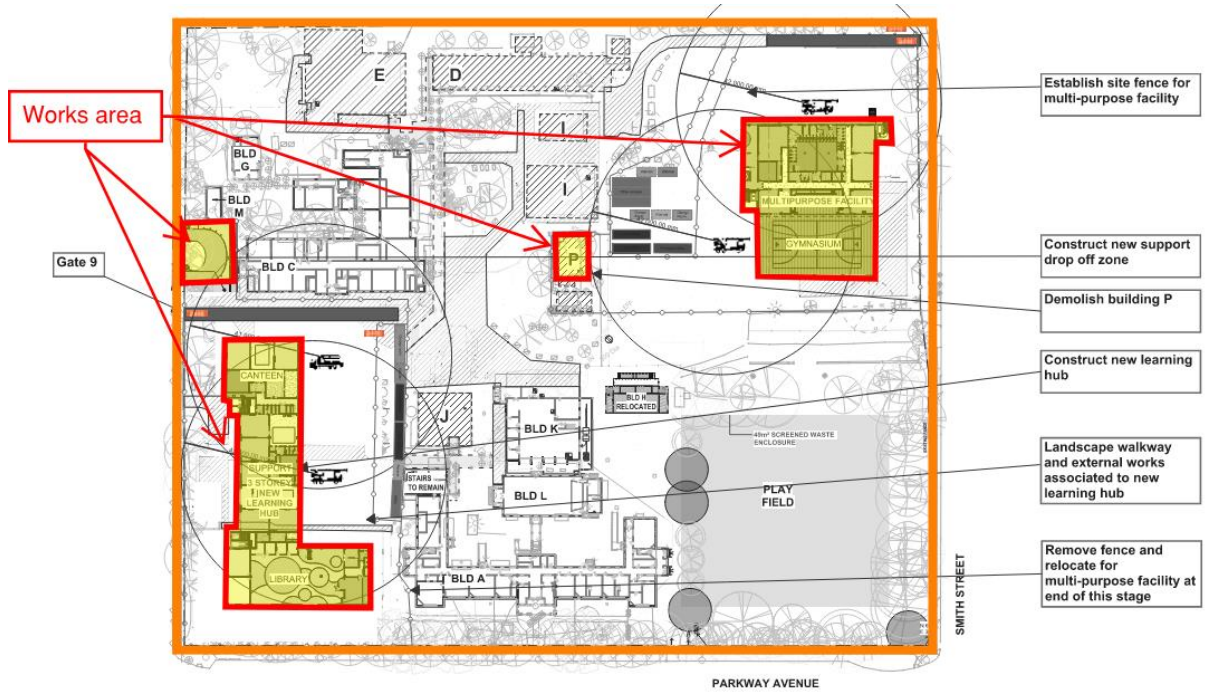 E
D
Works area
Establish site fence for
multi-purpose facility
BLD
G
I
I
BLD
M
MULTIPURPOSE FACILITY
GYMNASIUM
Construct new support
drop off zone
Gate 9
BLD C
P
Demolish building P
CANTEEN
Construct new learning
hub
BLD H
RELOCATED
J
BLD K
49m² SCREENED WASTE
ENCLOSURE
SUPPORT
3 STOREY
NEW
LEARNING
HUB
STAIRS
TO REMAIN
BLD L
PLAY
FIELD
Landscape walkway
and external works
associated to new
learning hub
LIBRARY
BLD A
Remove fence and
relocate for
multi-purpose facility at
end of this stage
SMITH STREET
PARKWAY AVENUE